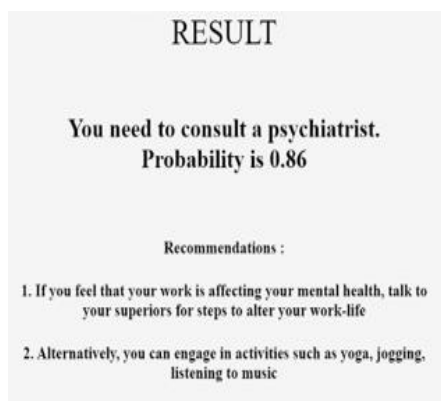 RESULT
You need to consult a psychiatrist.
Probability is 0.86
Recommendations :
1. If you feel that your work is affecting your mental health, talk to
your superiors for steps to alter your work-life
2. Alternatively, you can engage in activities such as yoga, jogging,
listening to music